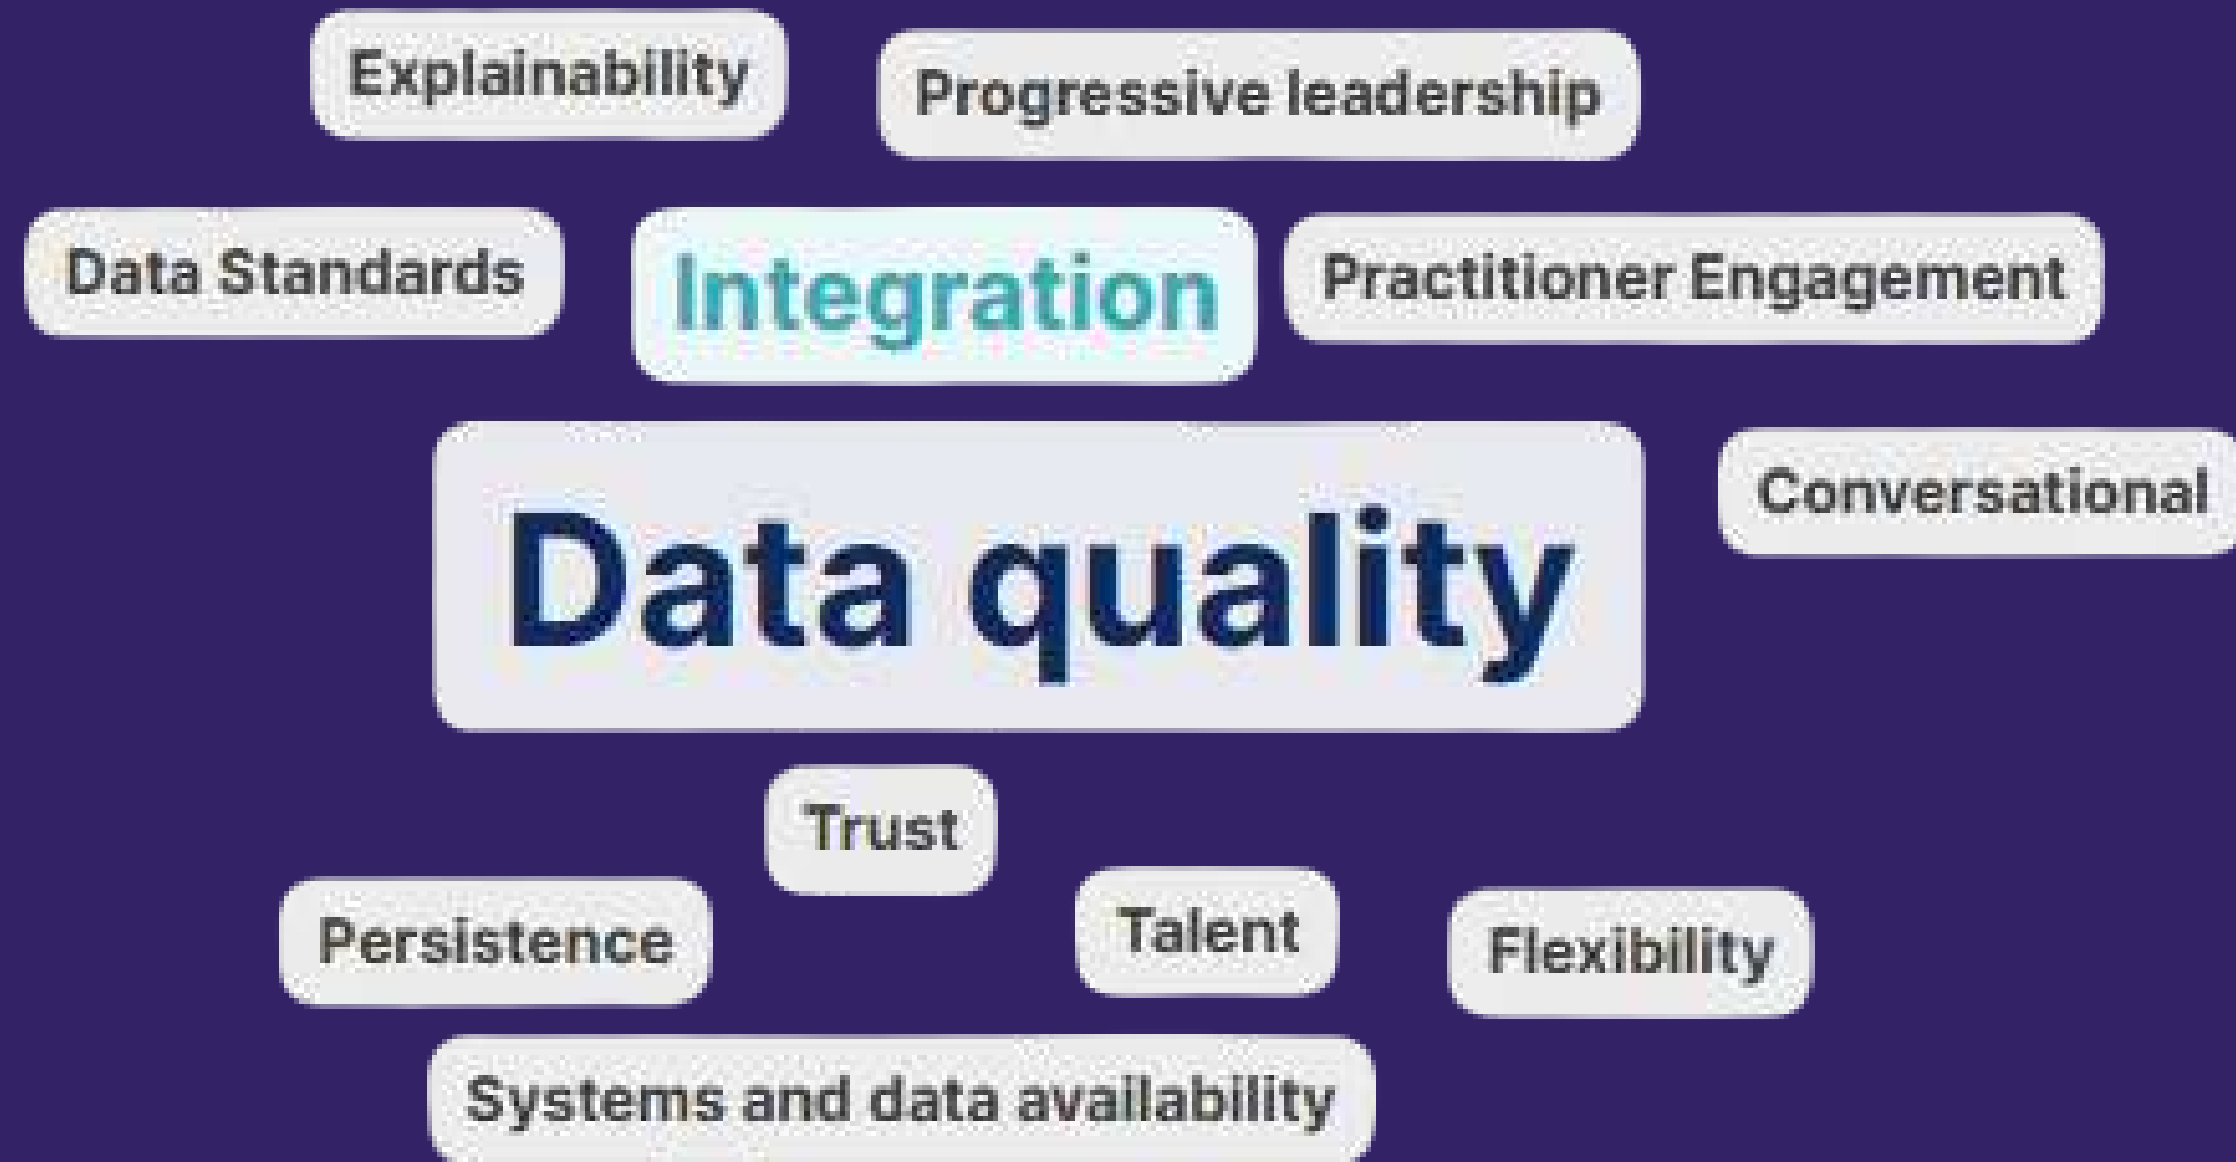 Explainability
Progressive leadership
Data Standards
Integration
Practitioner Engagement
Data quality
Conversational
Trust
Persistence
Talent
Flexibility
Systems and data availability